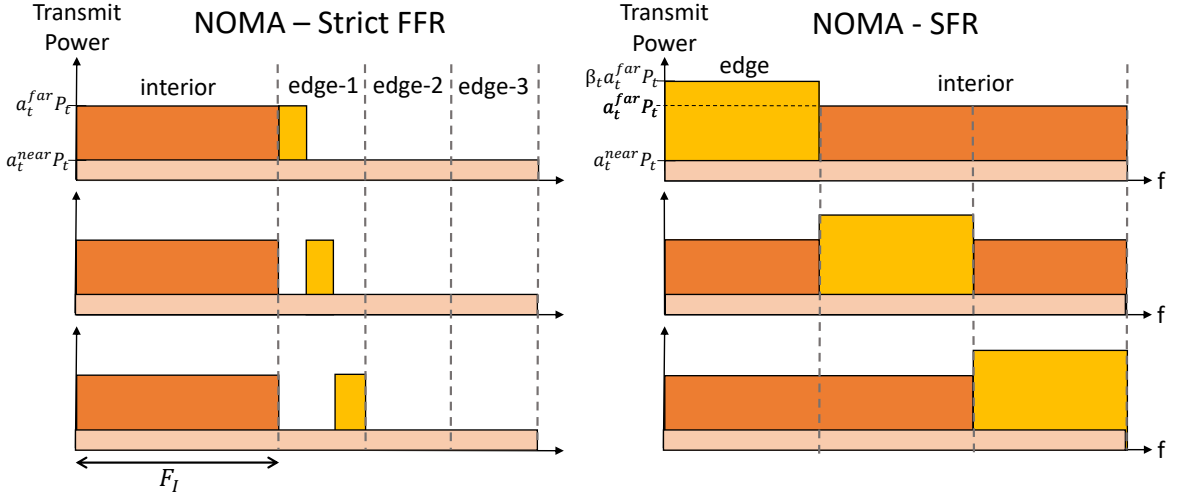 NOMA – Strict FFR
Transmit
Power
interior
edge-1
edge-2
edge-3
a_t^{far}P_t
a_t^{near}P_t
F_I
NOMA - SFR
Transmit
Power
edge
interior
β_t a_t^{far}P_t
a_t^{far}P_t
a_t^{near}P_t
f
f
f